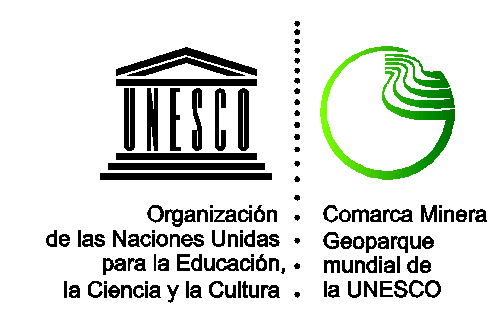 UNESCO
Organización
de las Naciones Unidas
para la Educación,
la Ciencia y la Cultura
Comarca Minera
Geoparque
mundial de
la UNESCO